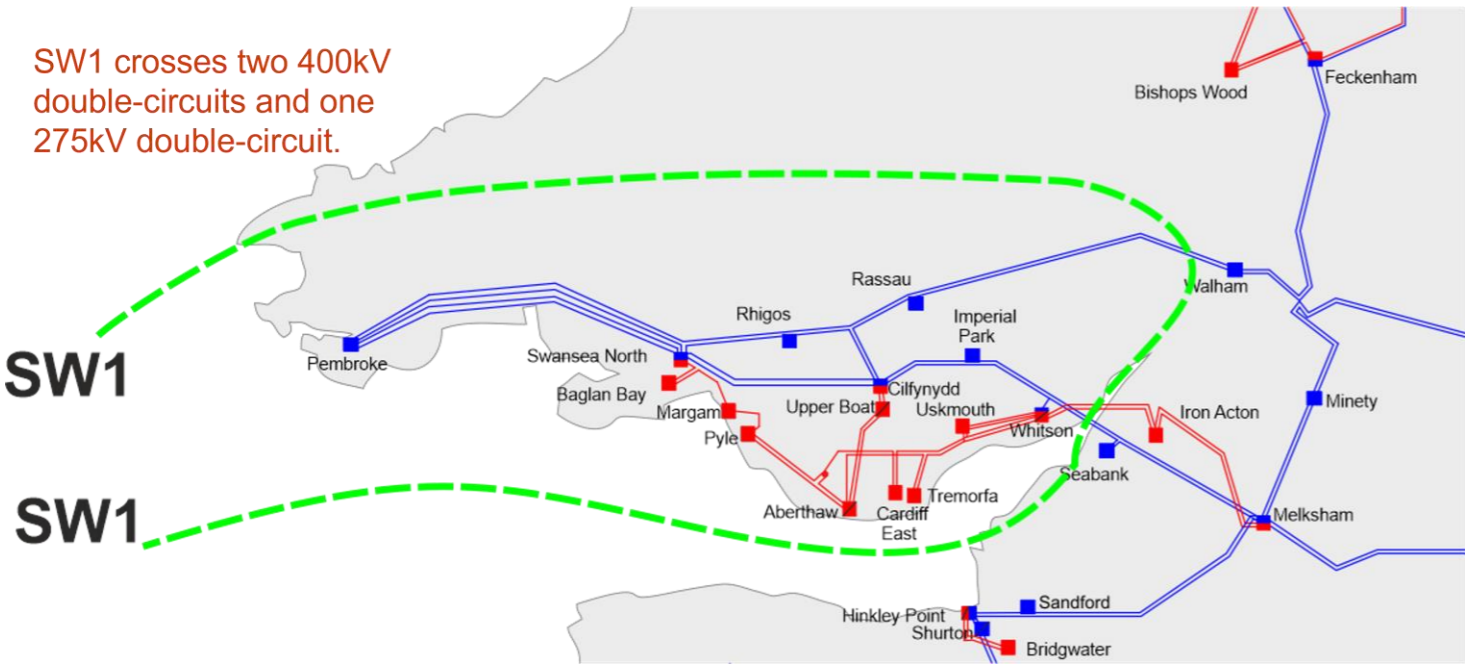 SW1 crosses two 400kV
double-circuits and one
275kV double-circuit.
Bishops Wood
Feckenham
Walham
Rassau
Rhigos
Imperial
Park
SW1
Pembroke
Swansea North
Baglan Bay
Margam
Pyle
Upper Boat
Cilfynydd
Uskmouth
Whitson
Iron Acton
Minety
Seabank
SW1
Aberthaw
Cardiff
East
Tremorfa
Melksham
Hinkley Point
Sandford
Shurton
Bridgwater